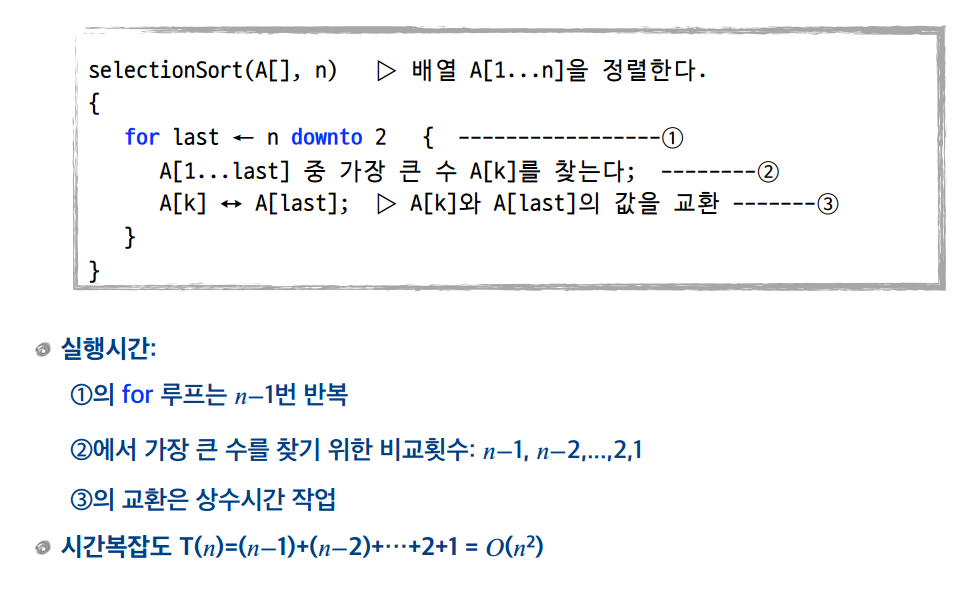 selectionSort(A[], n)   ▷ 배열 A[1...n]을 정렬한다.
{
for last ← n downto 2   {  -----------------①
A[1...last] 중 가장 큰 수 A[k]를 찾는다;  --------②
A[k] ↔ A[last];  ▷ A[k]와 A[last]의 값을 교환 -------③
}
}
실행시간:
①의 for 루프는 n–1번 반복
②에서 가장 큰 수를 찾기 위한 비교횟수: n–1, n–2,…,2,1
③의 교환은 상수시간 작업
시간복잡도 T(n)=(n–1)+(n–2)+⋯+2+1 = O(n²)